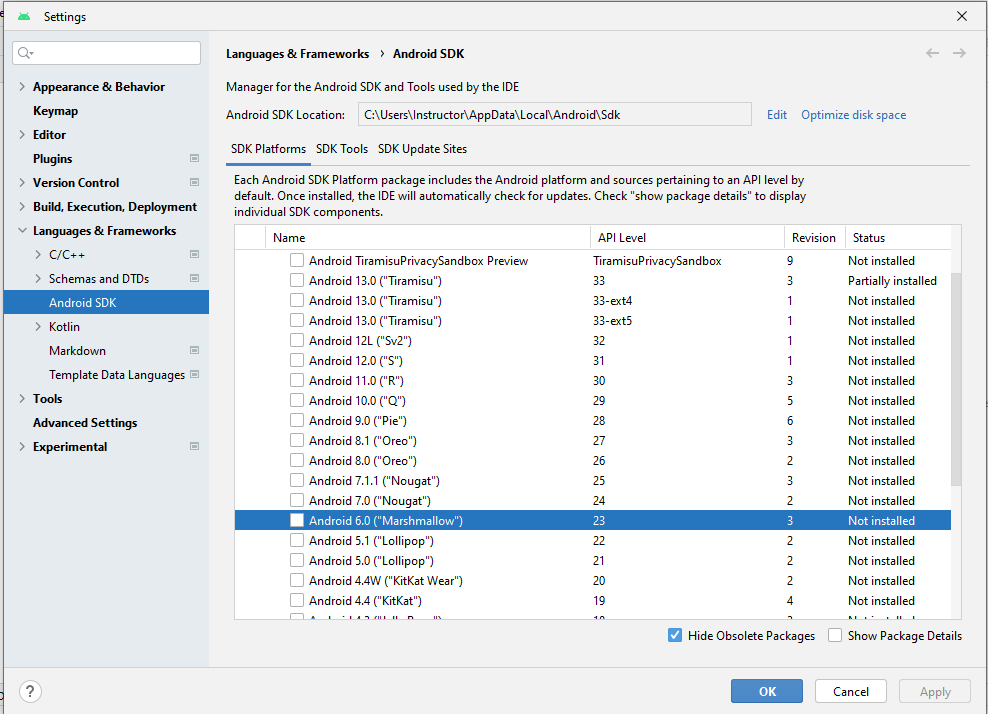 Settings
Languages & Frameworks › Android SDK
Manager for the Android SDK and Tools used by the IDE
Android SDK Location: C:\Users\Instructor\AppData\Local\Android\Sdk Edit Optimize disk space
SDK Platforms SDK Tools SDK Update Sites
Each Android SDK Platform package includes the Android platform and sources pertaining to an API level by
default. Once installed, the IDE will automatically check for updates. Check "show package details" to display
individual SDK components.
Appearance & Behavior
Keymap
Editor
Plugins
Version Control
Build, Execution, Deployment
Languages & Frameworks
C/C++
Schemas and DTDs
Android SDK
Kotlin
Markdown
Template Data Languages
Tools
Advanced Settings
Experimental
Name API Level Revision Status
Android TiramisuPrivacySandbox Preview TiramisuPrivacySandbox 9 Not installed
Android 13.0 ("Tiramisu") 33 3 Partially installed
Android 13.0 ("Tiramisu") 33-ext4 1 Not installed
Android 13.0 ("Tiramisu") 33-ext5 1 Not installed
Android 12L ("Sv2") 32 1 Not installed
Android 12.0 ("S") 31 1 Not installed
Android 11.0 ("R") 30 3 Not installed
Android 10.0 ("Q") 29 5 Not installed
Android 9.0 ("Pie") 28 6 Not installed
Android 8.1 ("Oreo") 27 3 Not installed
Android 8.0 ("Oreo") 26 2 Not installed
Android 7.1.1 ("Nougat") 25 3 Not installed
Android 7.0 ("Nougat") 24 2 Not installed
Android 6.0 ("Marshmallow") 23 3 Not installed
Android 5.1 ("Lollipop") 22 2 Not installed
Android 5.0 ("Lollipop") 21 2 Not installed
Android 4.4W ("KitKat Wear") 20 2 Not installed
Android 4.4 ("KitKat") 19 4 Not installed
Hide Obsolete Packages Show Package Details
? OK Cancel Apply